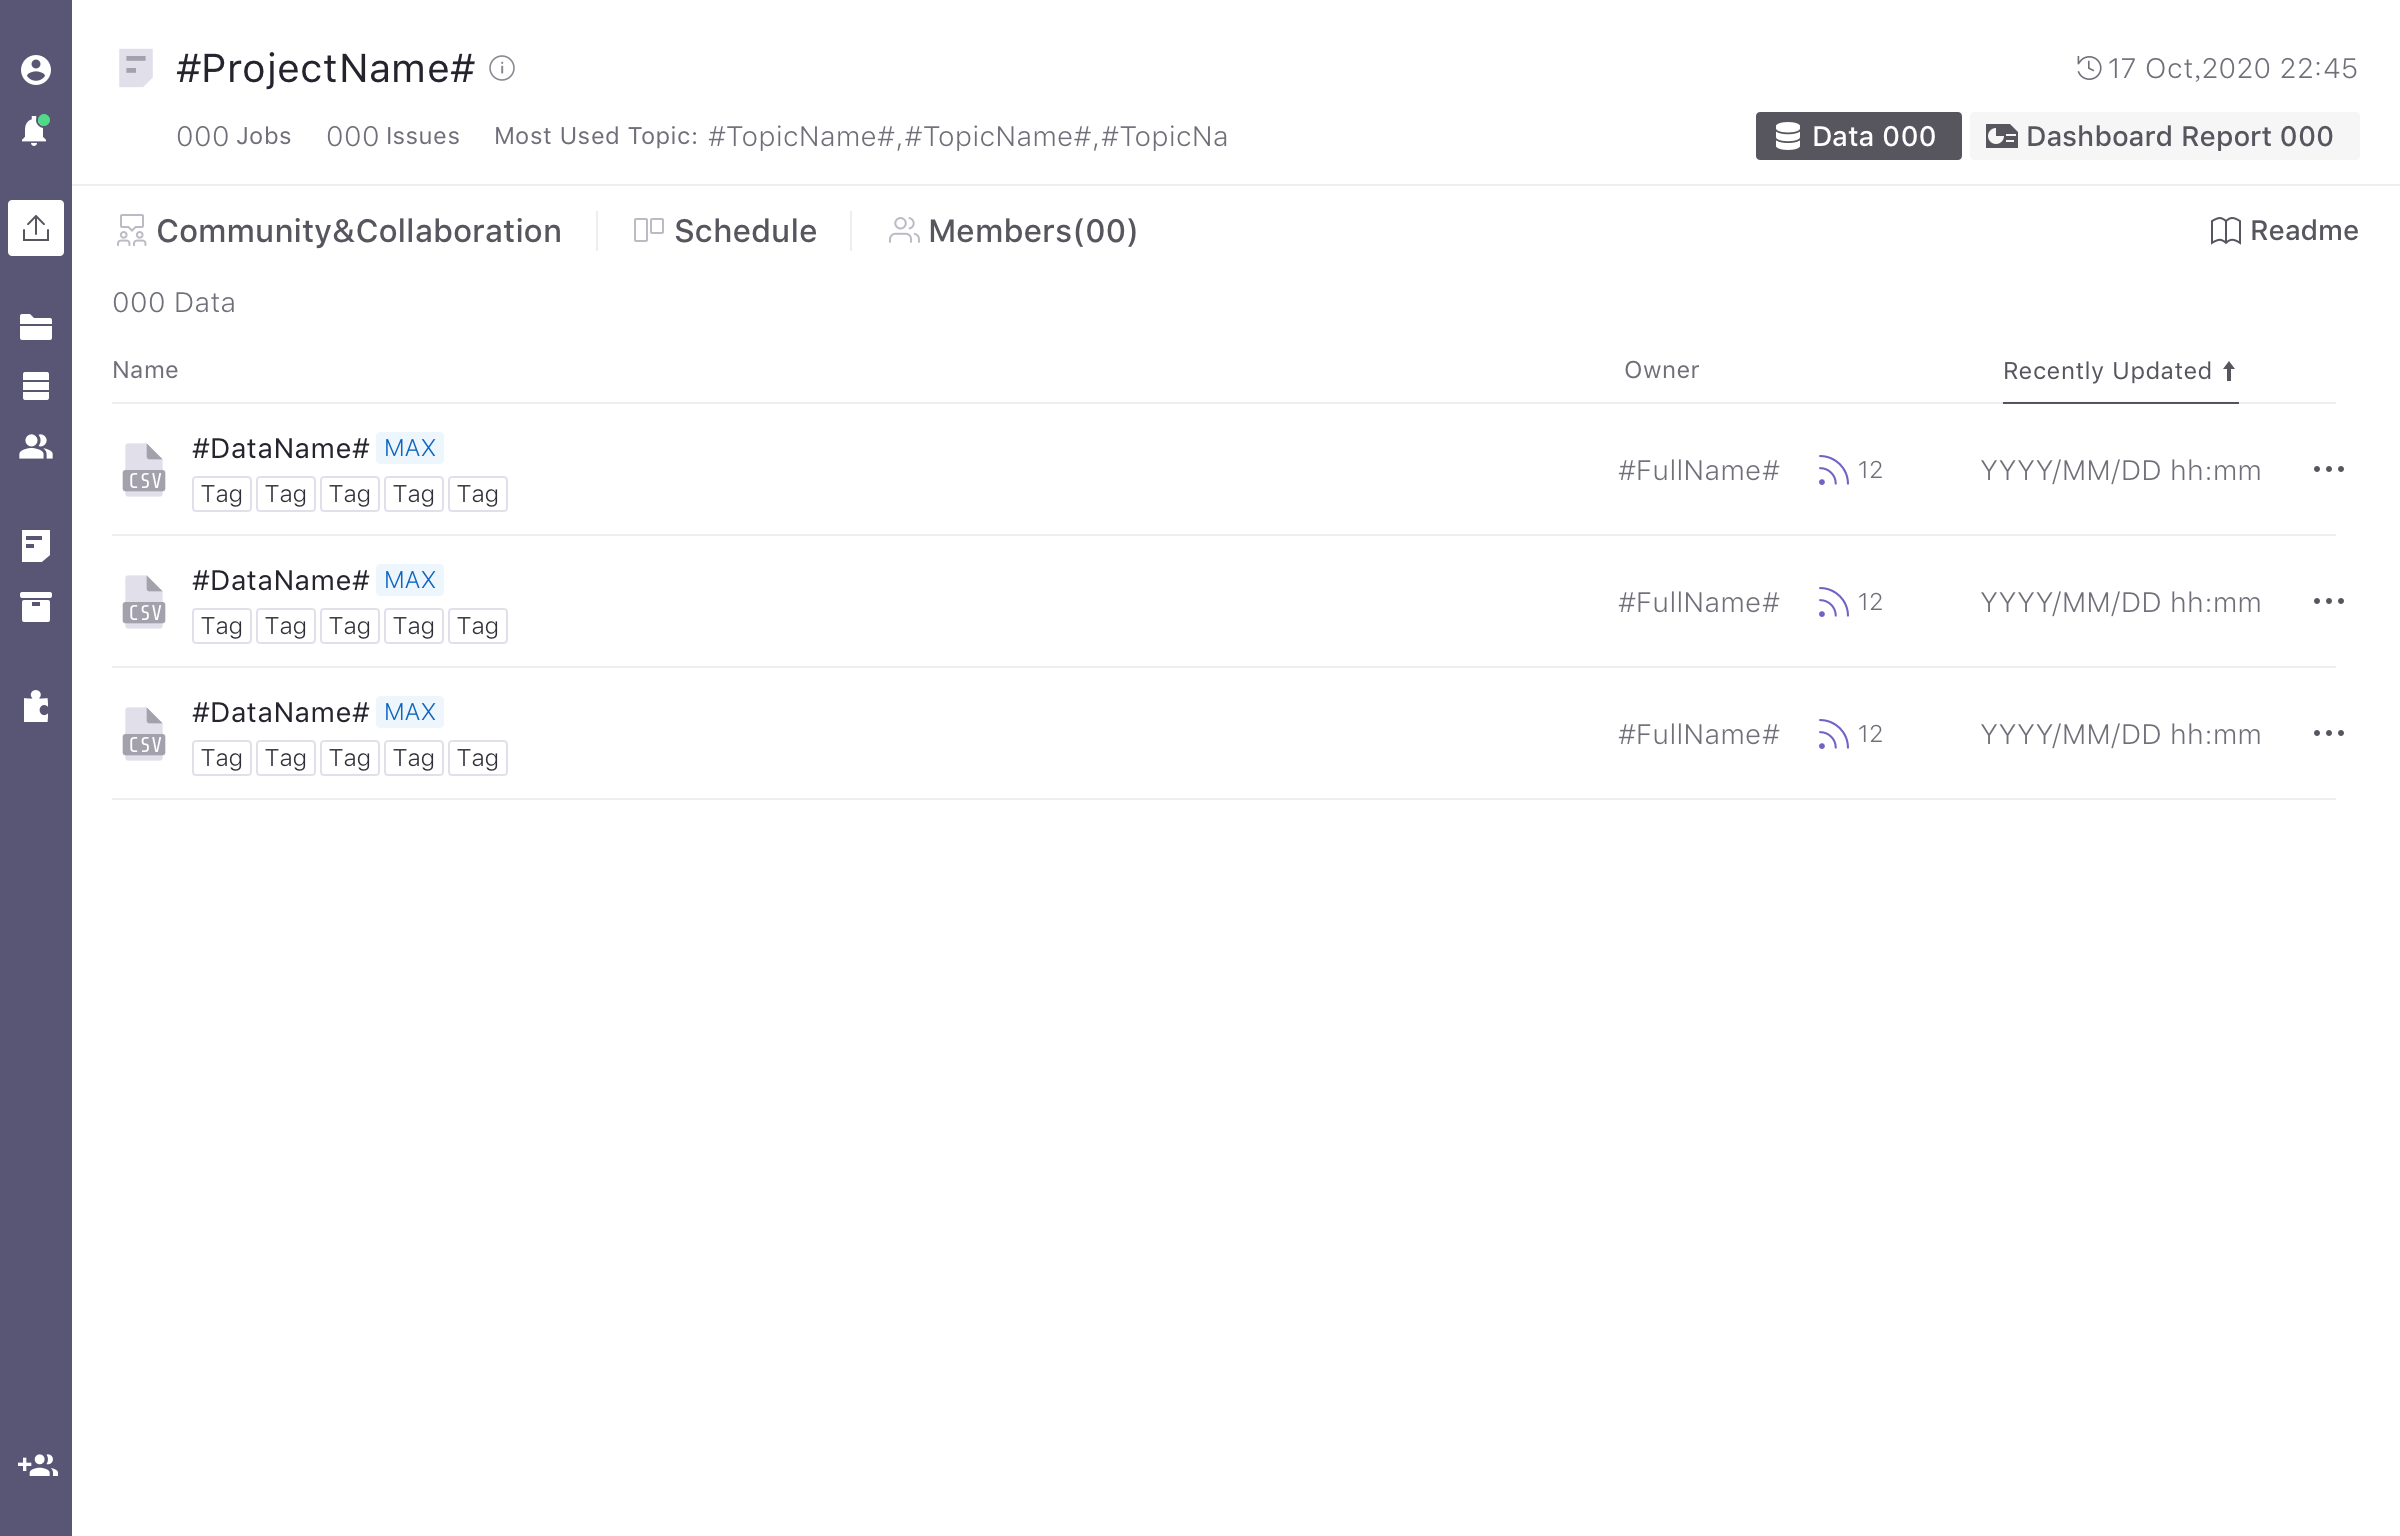 #ProjectName#
17 Oct,2020 22:45
000 Jobs 000 Issues Most Used Topic: #TopicName#,#TopicName#,#TopicNa
Data 000 Dashboard Report 000
Community&Collaboration Schedule Members(00) Readme
000 Data
Name Owner Recently Updated
#DataName# MAX
CSV #FullName# 12 YYYY/MM/DD hh:mm
Tag Tag Tag Tag Tag
#DataName# MAX
CSV #FullName# 12 YYYY/MM/DD hh:mm
Tag Tag Tag Tag Tag
#DataName# MAX
CSV #FullName# 12 YYYY/MM/DD hh:mm
Tag Tag Tag Tag Tag